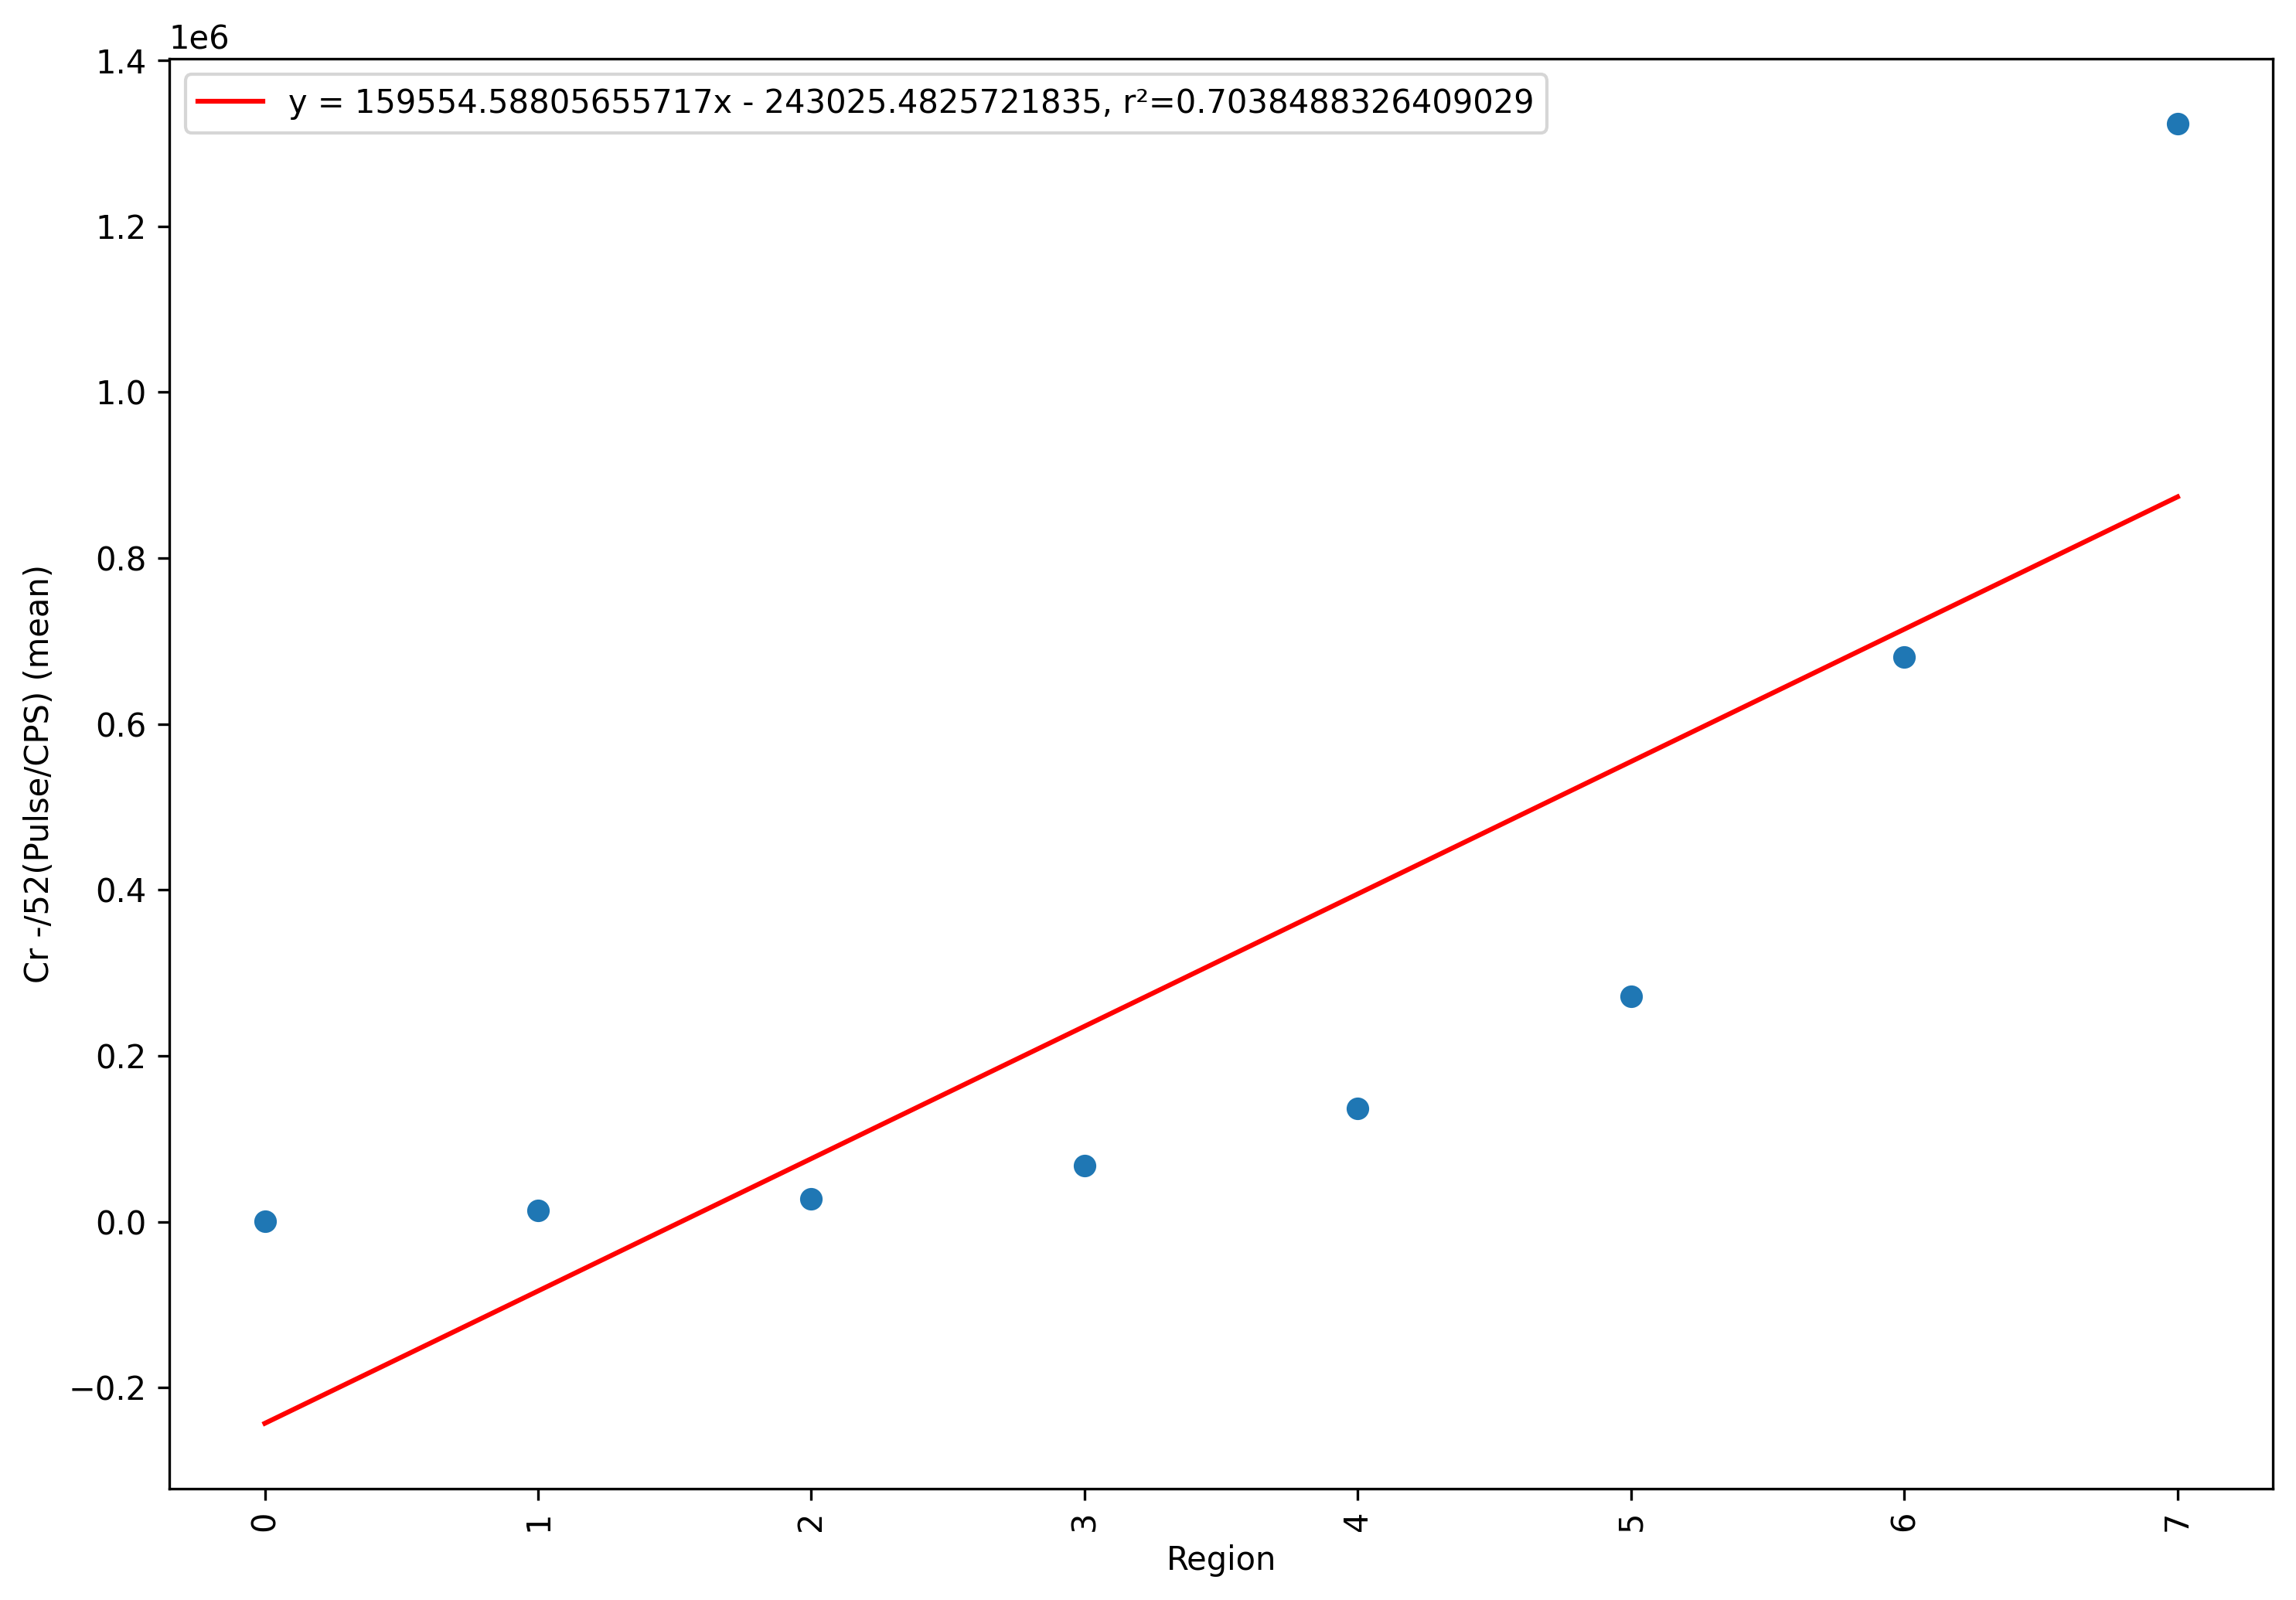 1e6
y = 159554.58805655717x - 243025.4825721835, r²=0.7038488326409029
1.4
1.2
1.0
0.8
0.6
0.4
0.2
0.0
−0.2
Cr -/52(Pulse/CPS) (mean)
0 1 2 3 4 5 6 7
Region